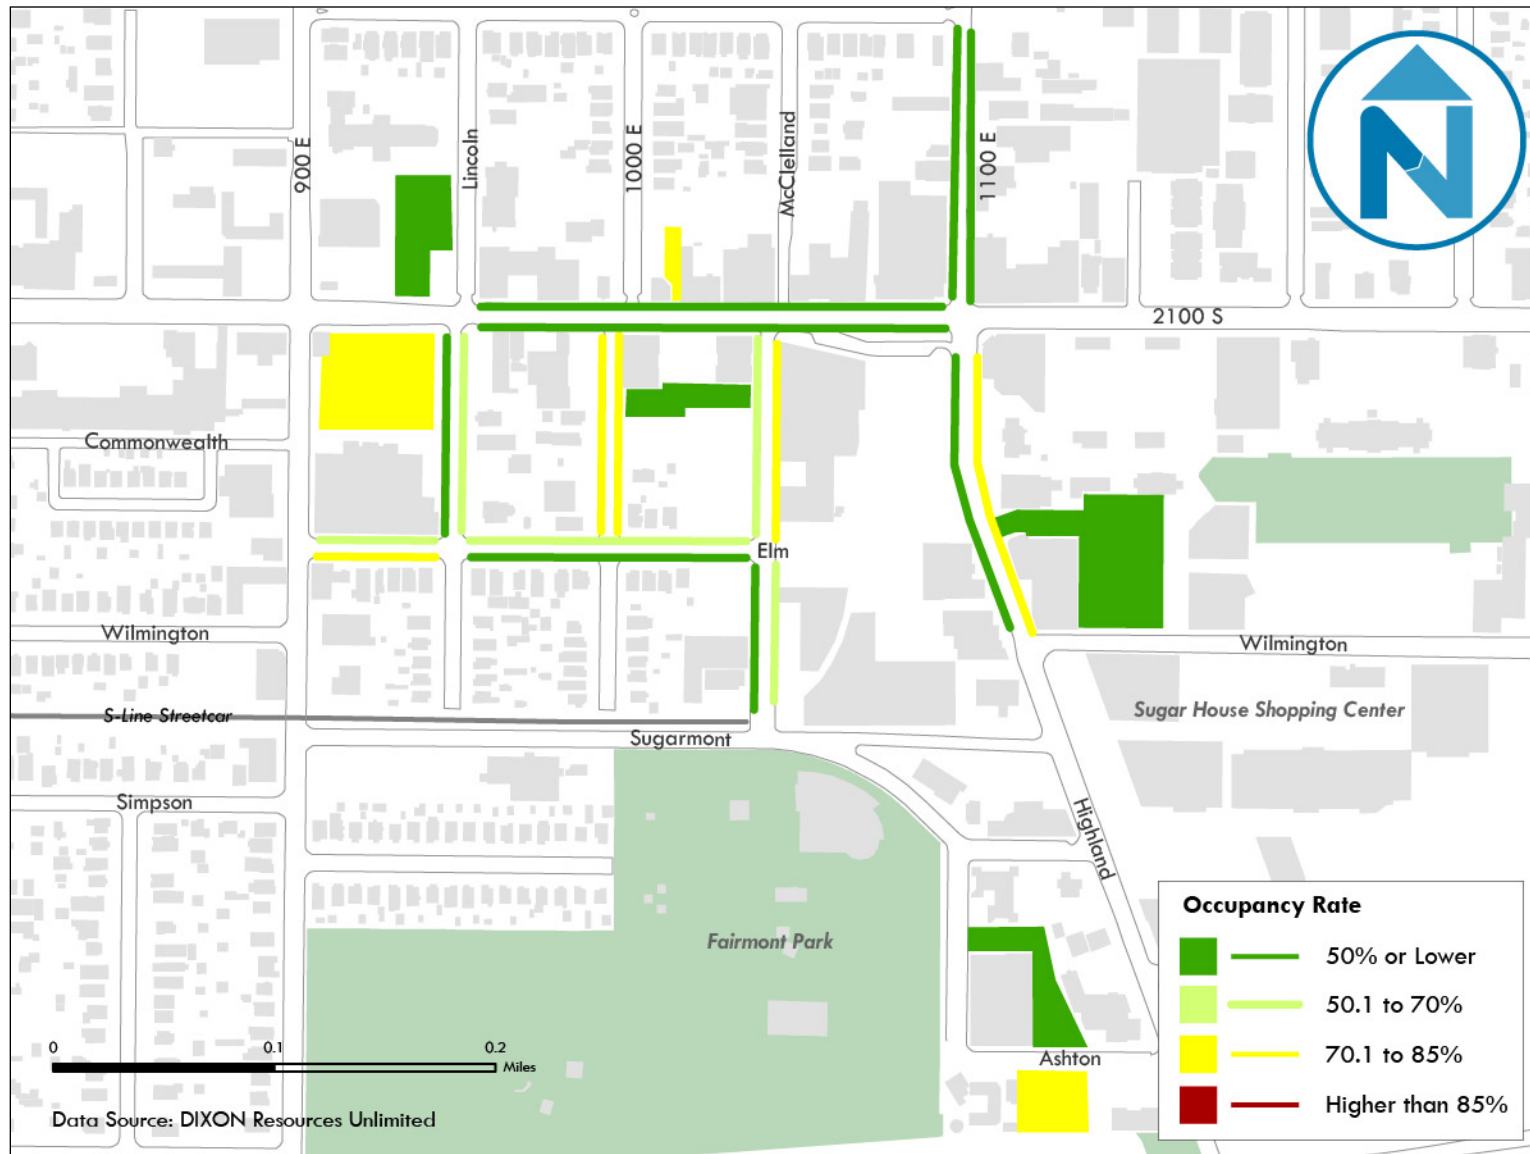 900 E
Lincoln
1000 E
McClelland
1100 E
N
2100 S
Commonwealth
Elm
Wilmington
Wilmington
S-Line Streetcar
Sugarmont
Sugar House Shopping Center
Simpson
Highland
Fairmont Park
Ashton
Occupancy Rate
50% or Lower
50.1 to 70%
70.1 to 85%
Higher than 85%
0 0.1 0.2
Miles
Data Source: DIXON Resources Unlimited